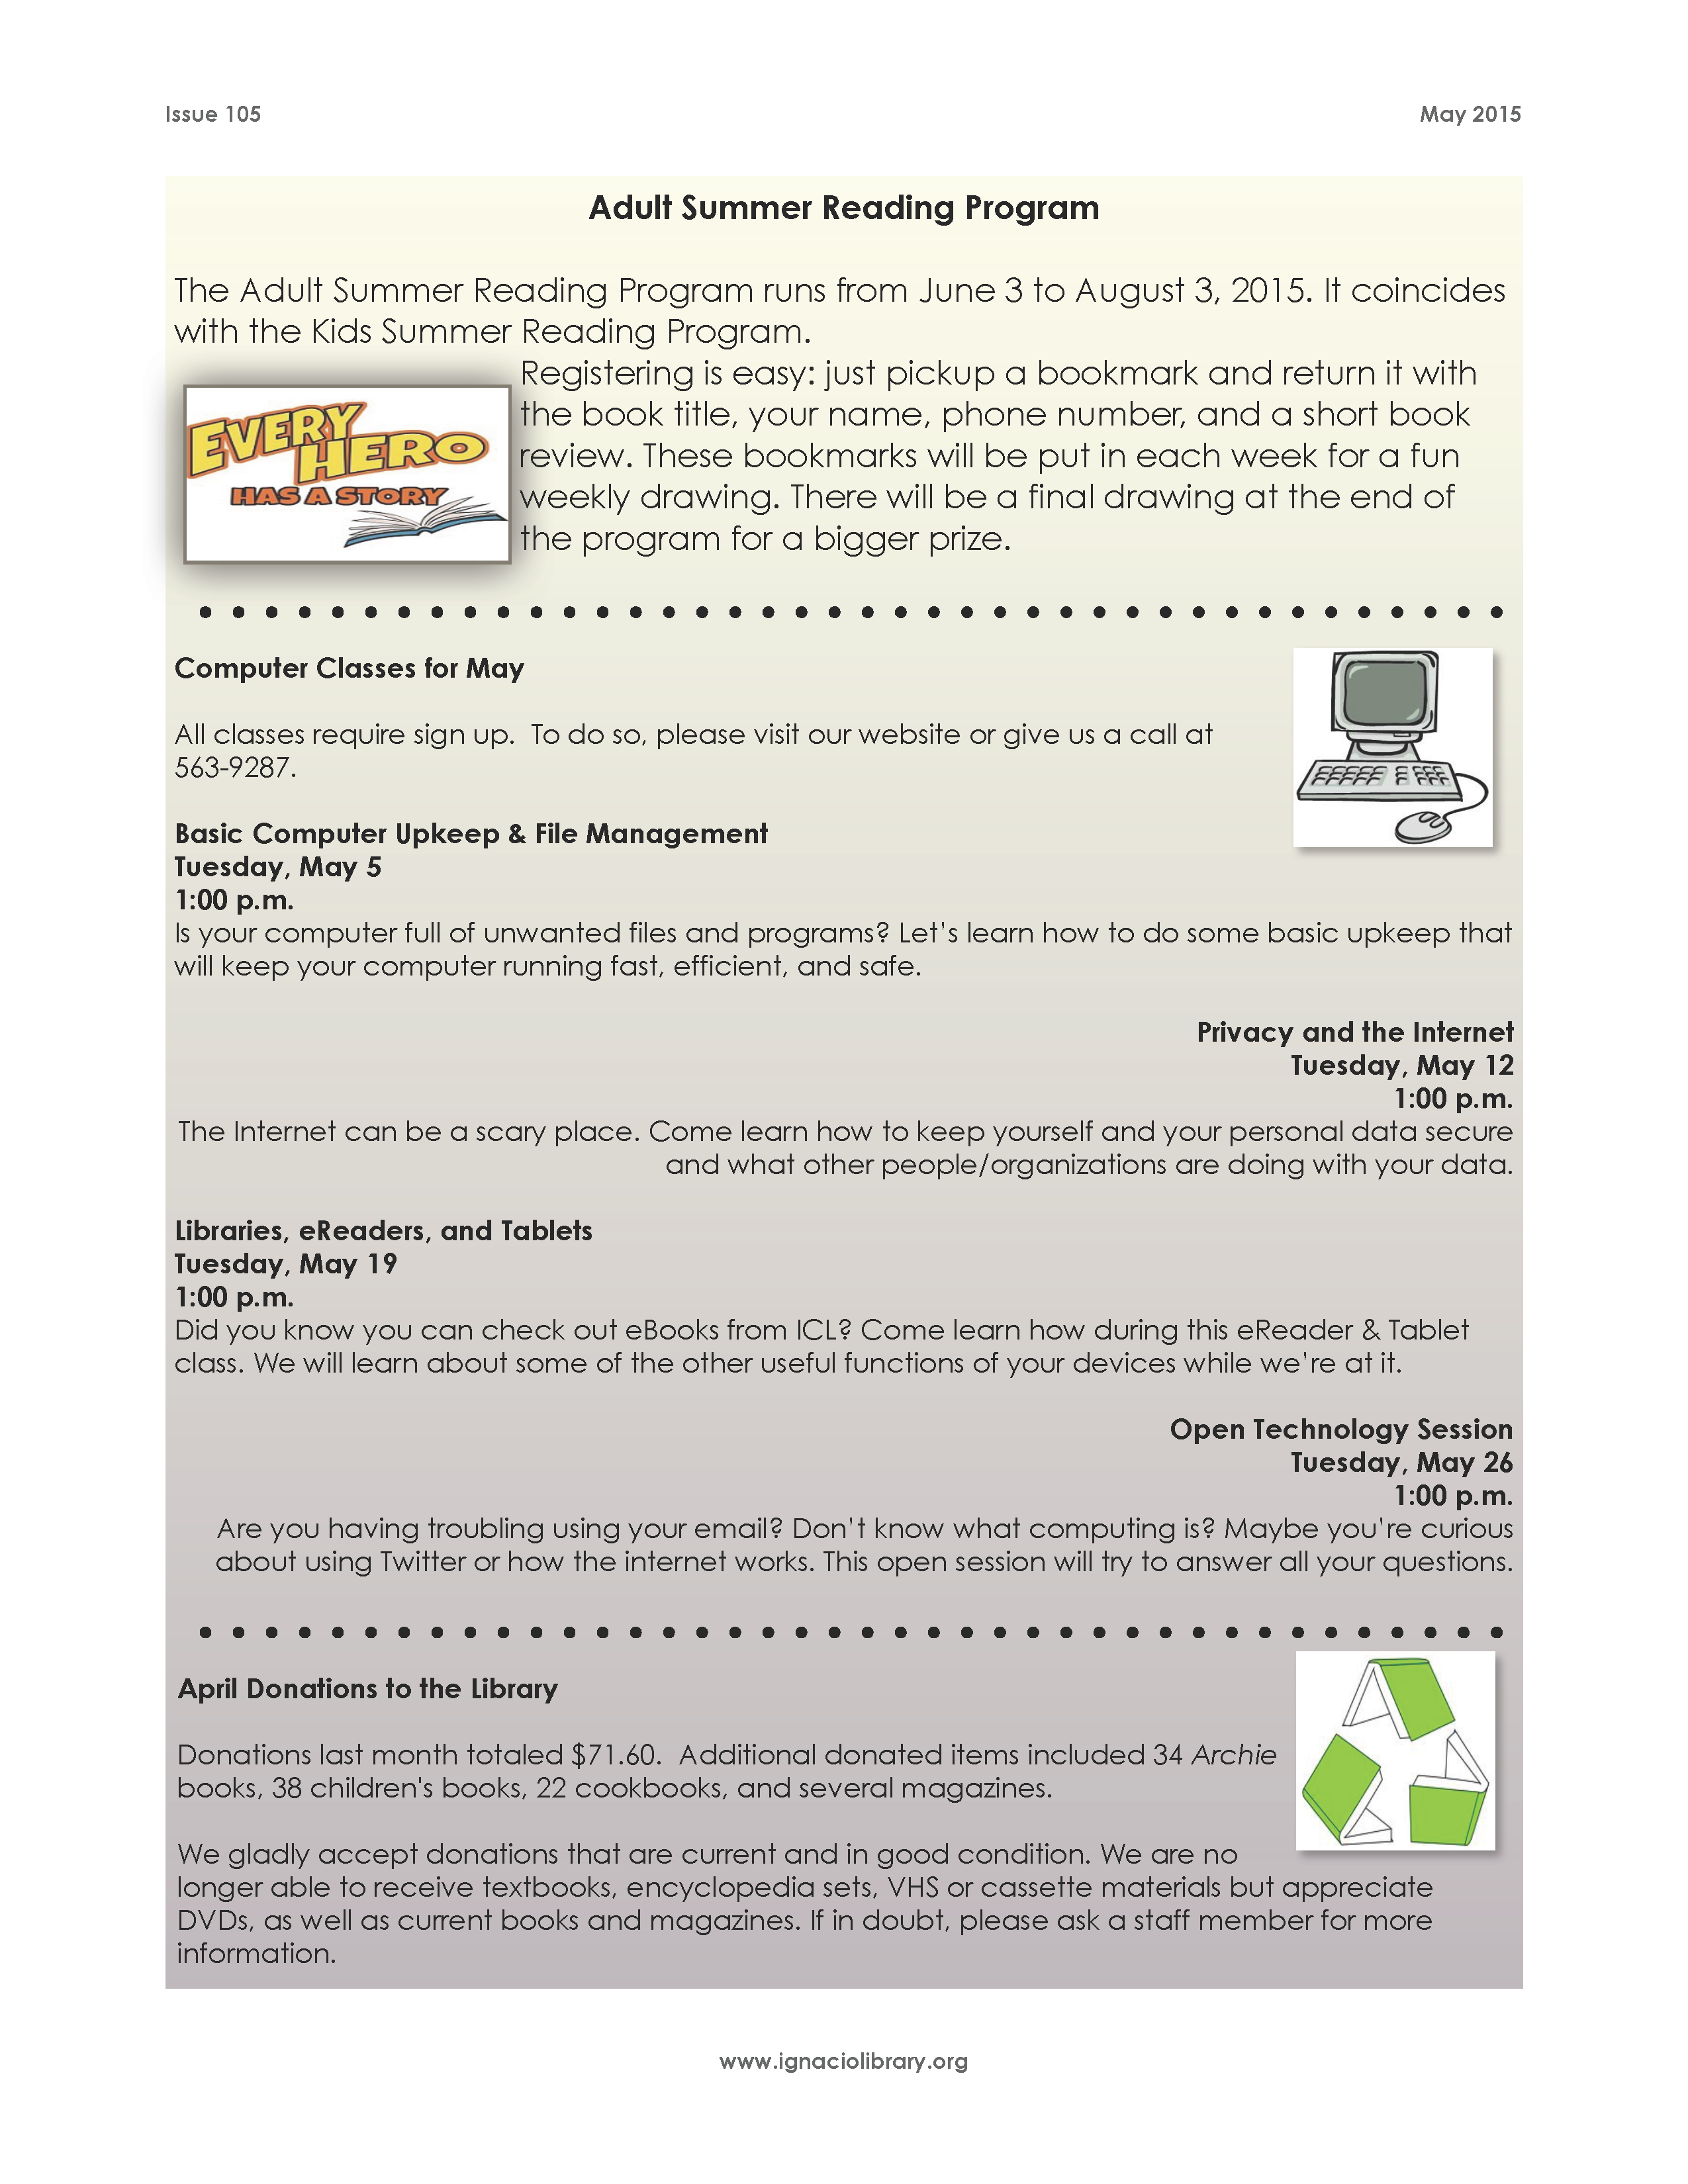 Issue 105
May 2015
Adult Summer Reading Program
The Adult Summer Reading Program runs from June 3 to August 3, 2015. It coincides
with the Kids Summer Reading Program.
Registering is easy: just pickup a bookmark and return it with
the book title, your name, phone number, and a short book
review. These bookmarks will be put in each week for a fun
weekly drawing. There will be a final drawing at the end of
the program for a bigger prize.
EVERY
HERO
HAS A STORY
Computer Classes for May
All classes require sign up.  To do so, please visit our website or give us a call at
563-9287.
Basic Computer Upkeep & File Management
Tuesday, May 5
1:00 p.m.
Is your computer full of unwanted files and programs? Let's learn how to do some basic upkeep that
will keep your computer running fast, efficient, and safe.
Privacy and the Internet
Tuesday, May 12
1:00 p.m.
The Internet can be a scary place. Come learn how to keep yourself and your personal data secure
and what other people/organizations are doing with your data.
Libraries, eReaders, and Tablets
Tuesday, May 19
1:00 p.m.
Did you know you can check out eBooks from ICL? Come learn how during this eReader & Tablet
class. We will learn about some of the other useful functions of your devices while we're at it.
Open Technology Session
Tuesday, May 26
1:00 p.m.
Are you having troubling using your email? Don't know what computing is? Maybe you're curious
about using Twitter or how the internet works. This open session will try to answer all your questions.
April Donations to the Library
Donations last month totaled $71.60.  Additional donated items included 34 Archie
books, 38 children's books, 22 cookbooks, and several magazines.
We gladly accept donations that are current and in good condition. We are no
longer able to receive textbooks, encyclopedia sets, VHS or cassette materials but appreciate
DVDs, as well as current books and magazines. If in doubt, please ask a staff member for more
information.
www.ignaciolibrary.org